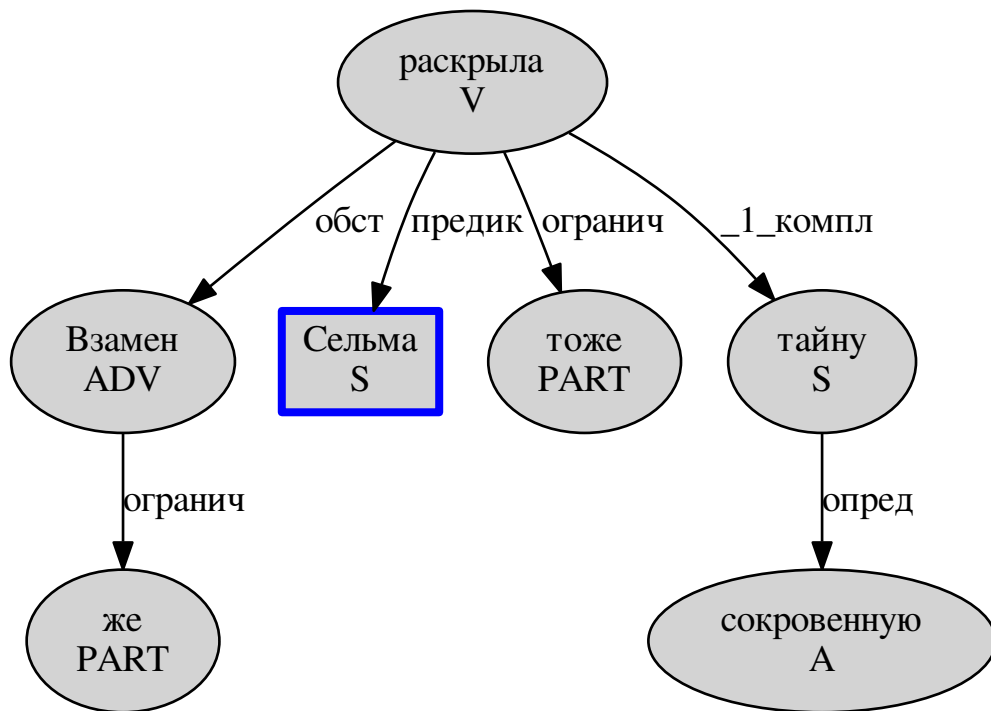 раскрыла
V
обст
предик
огранич
_1_компл
Взамен
ADV
Сельма
S
тоже
PART
тайну
S
огранич
опред
же
PART
сокровенную
A